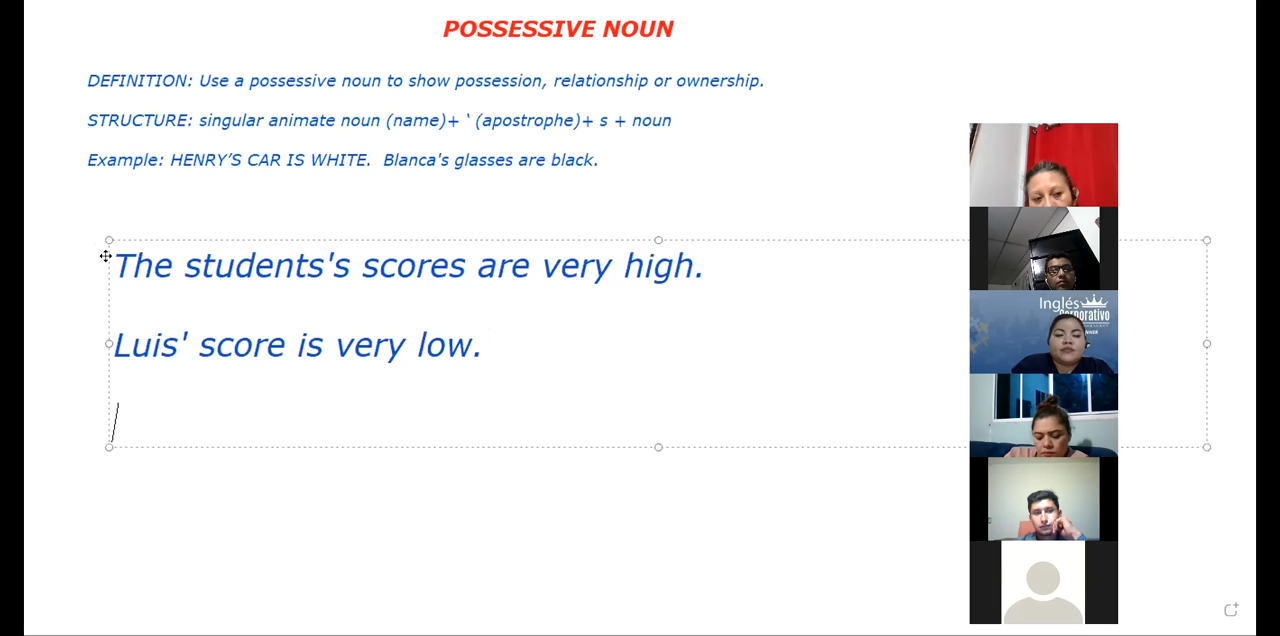 POSSESSIVE NOUN
DEFINITION: Use a possessive noun to show possession, relationship or ownership.
STRUCTURE: singular animate noun (name)+ ‘ (apostrophe)+ s + noun
Example: HENRY’S CAR IS WHITE.  Blanca's glasses are black.
The students's scores are very high.
Luis' score is very low.
Inglés
Corporativo